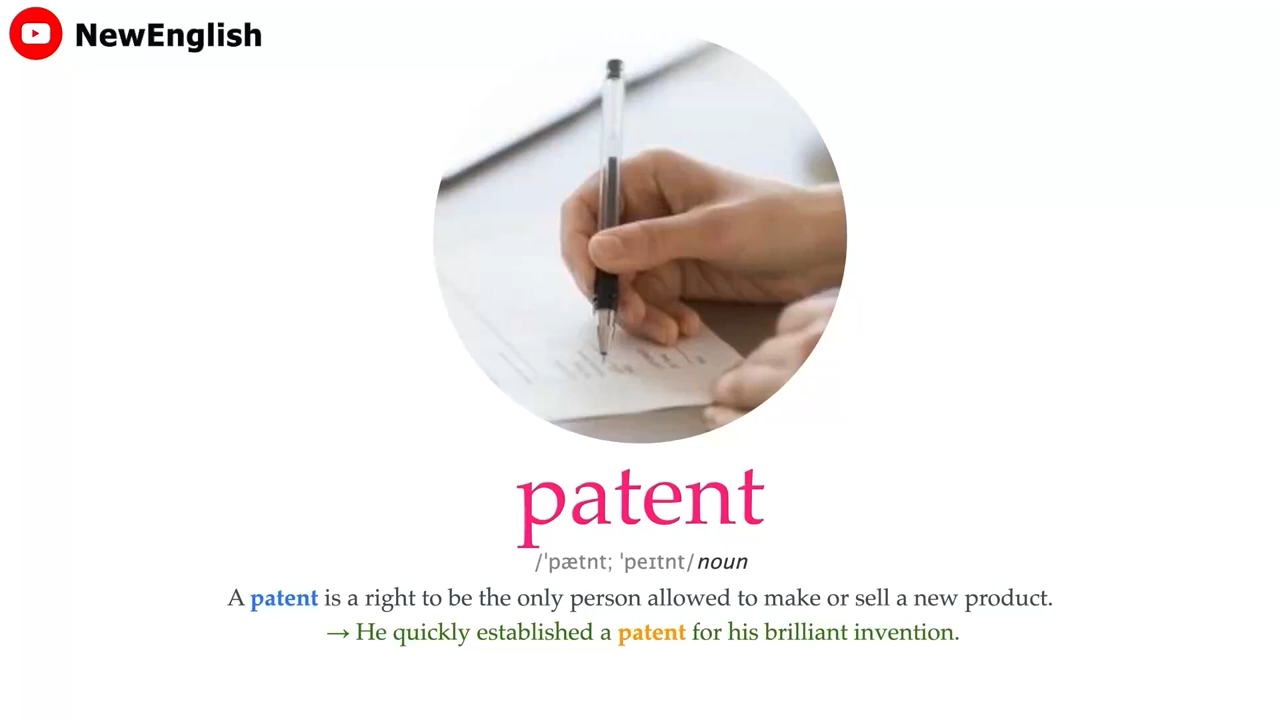 NewEnglish
patent
/ˈpætnt; ˈpeɪtnt/noun
A patent is a right to be the only person allowed to make or sell a new product.
→ He quickly established a patent for his brilliant invention.